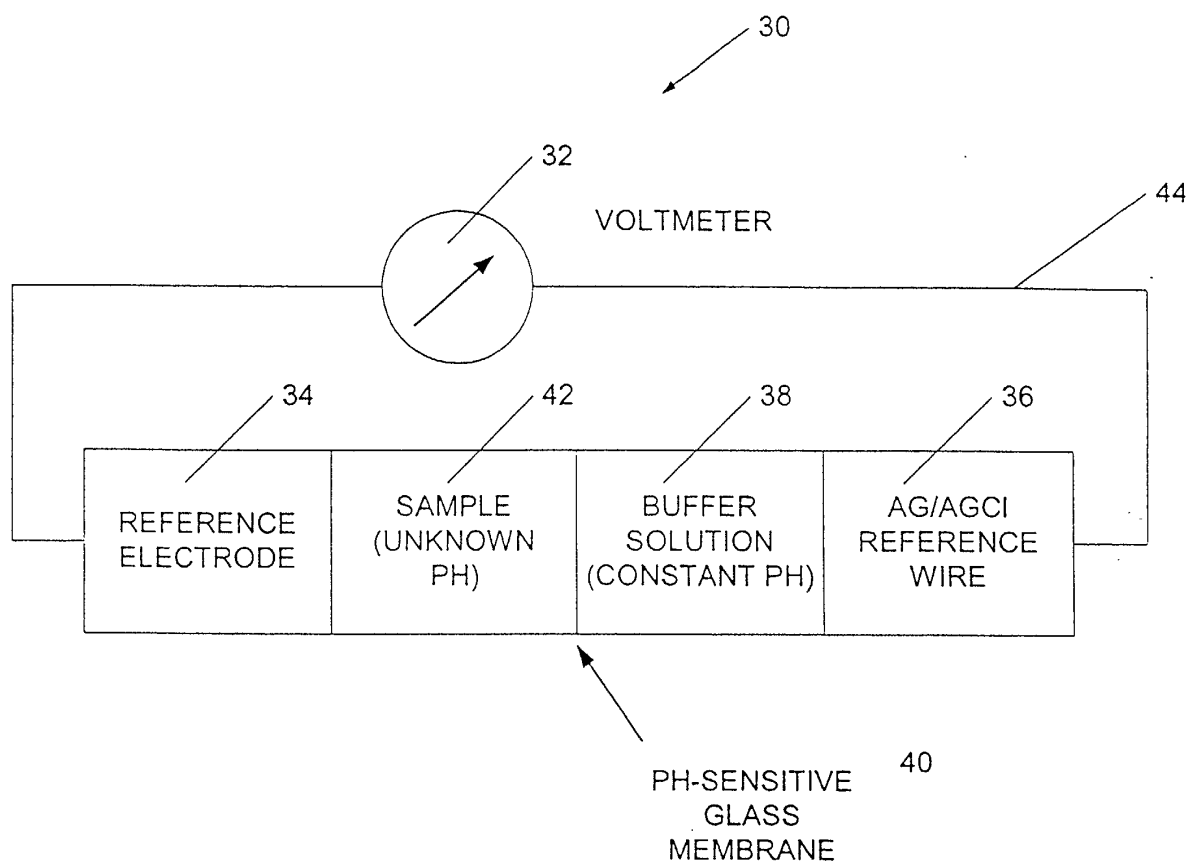 30
32
VOLTMETER
44
34
42
38
36
REFERENCE
ELECTRODE
SAMPLE
(UNKNOWN
PH)
BUFFER
SOLUTION
(CONSTANT PH)
AG/AGCI
REFERENCE
WIRE
40
PH-SENSITIVE
GLASS
MEMBRANE